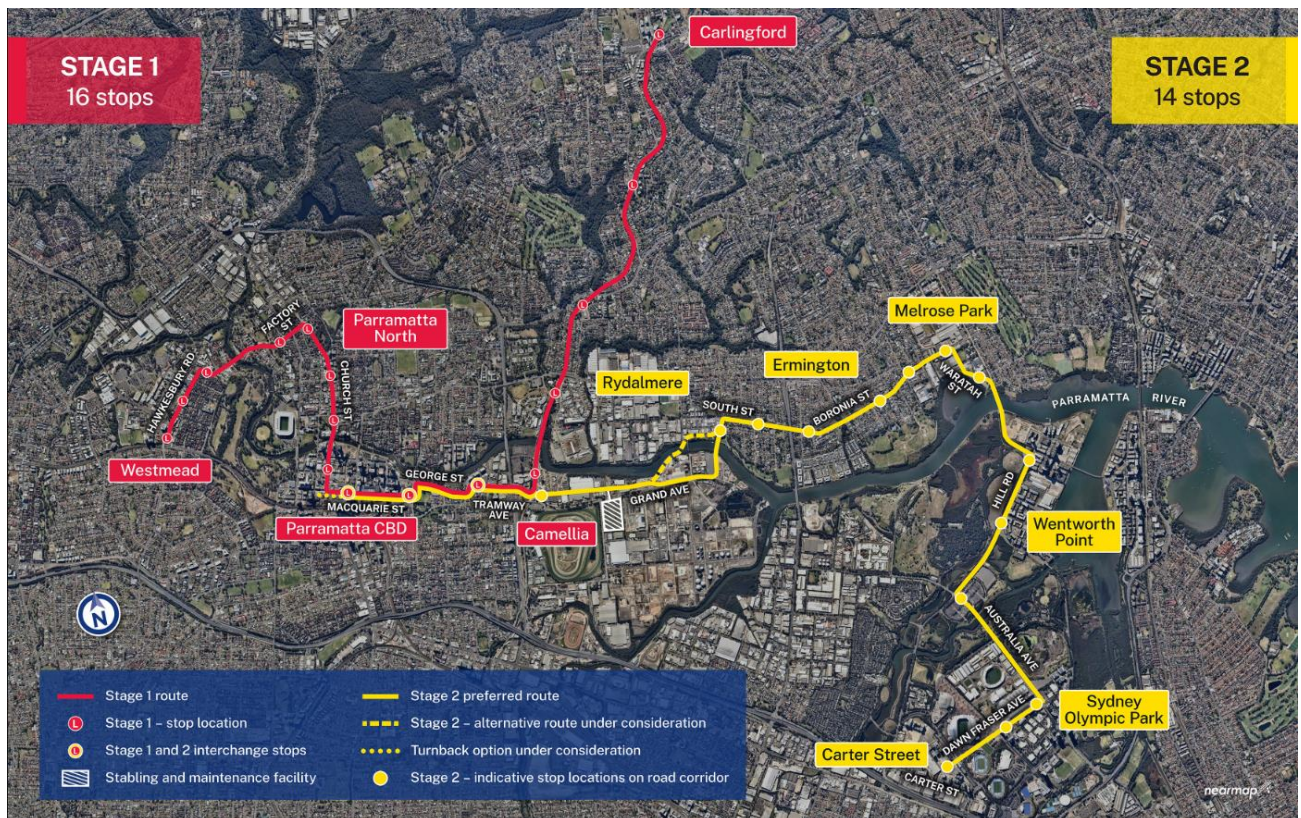 STAGE 1
16 stops
STAGE 2
14 stops
Carlingford
Parramatta
North
Melrose Park
Ermington
Rydalmere
FACTORY
ST
HAWKESBURY RD
CHURCH ST
SOUTH ST
BORONIA ST
WARATAH
ST
PARRAMATTA
RIVER
Westmead
GEORGE ST
MACQUARIE ST
TRAMWAY
AVE
GRAND AVE
HILL RD
Parramatta CBD
Camellia
Wentworth
Point
AUSTRALIA AVE
Sydney
Olympic Park
DAWN FRASER AVE
Carter Street
CARTER ST
N
Stage 1 route
L Stage 1 – stop location
L Stage 1 and 2 interchange stops
Stabling and maintenance facility
Stage 2 preferred route
Stage 2 – alternative route under consideration
Turnback option under consideration
Stage 2 – indicative stop locations on road corridor
nearmap